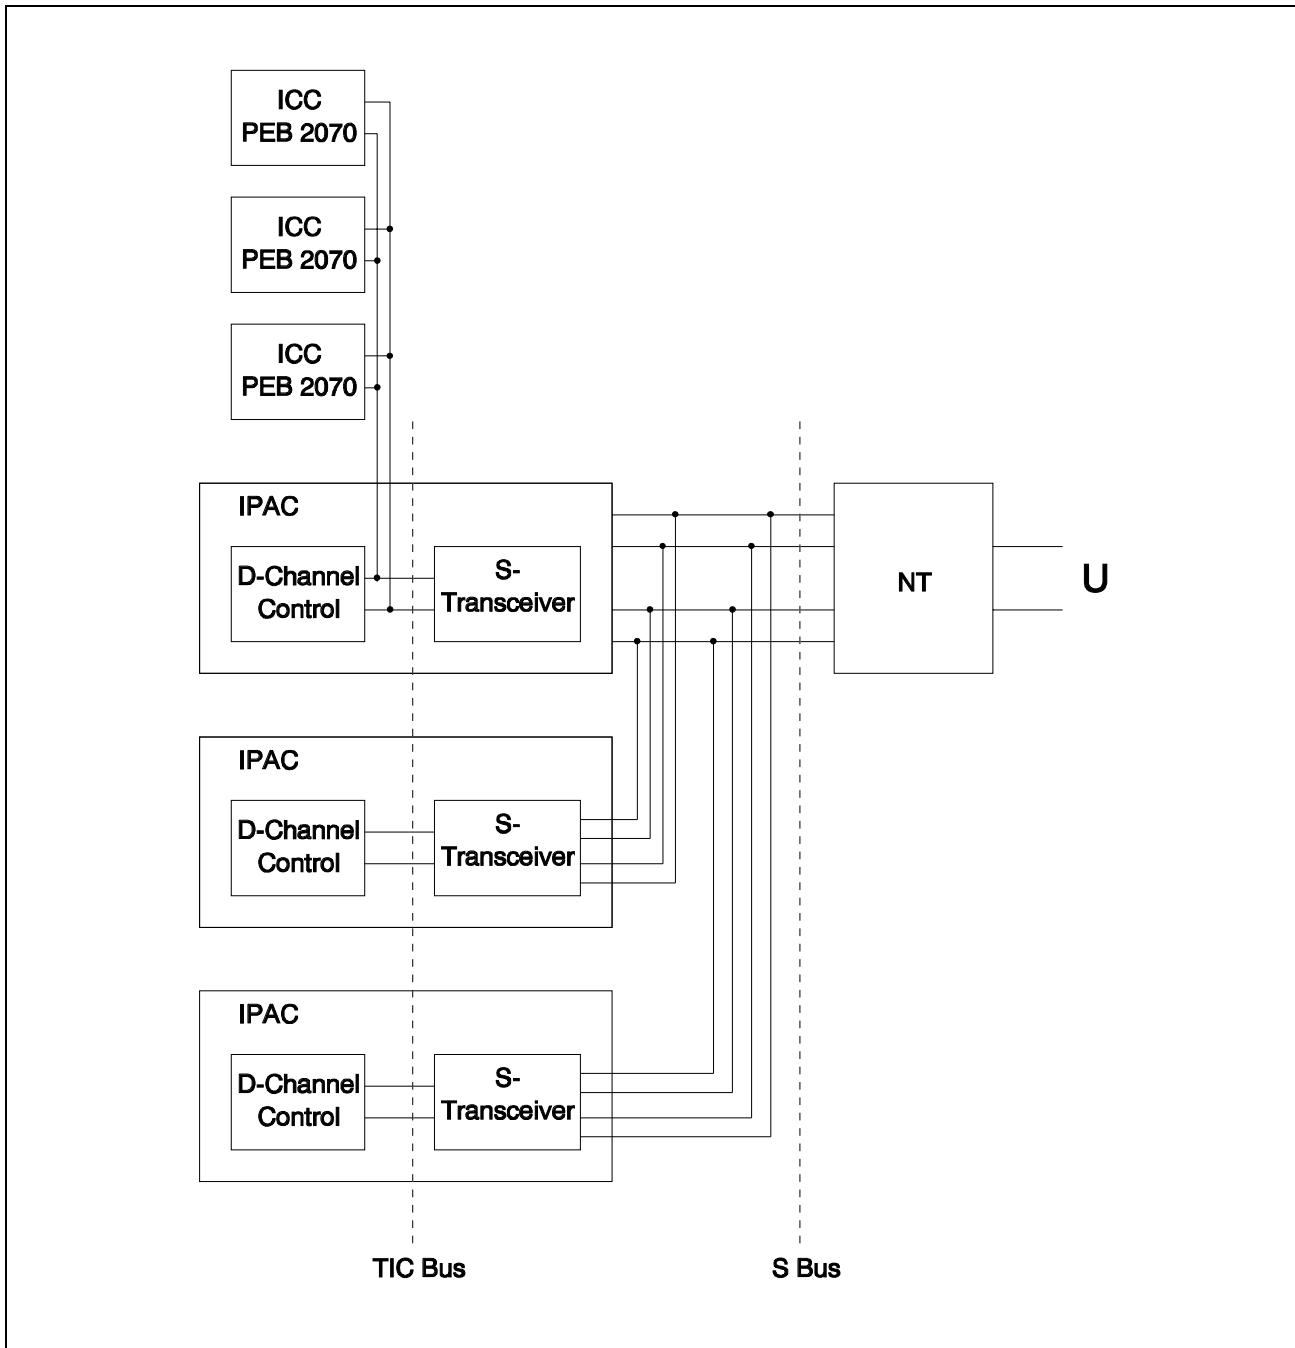 ICC
PEB 2070
ICC
PEB 2070
ICC
PEB 2070
IPAC
D-Channel
Control
S-
Transceiver
NT
U
IPAC
D-Channel
Control
S-
Transceiver
IPAC
D-Channel
Control
S-
Transceiver
TIC Bus
S Bus